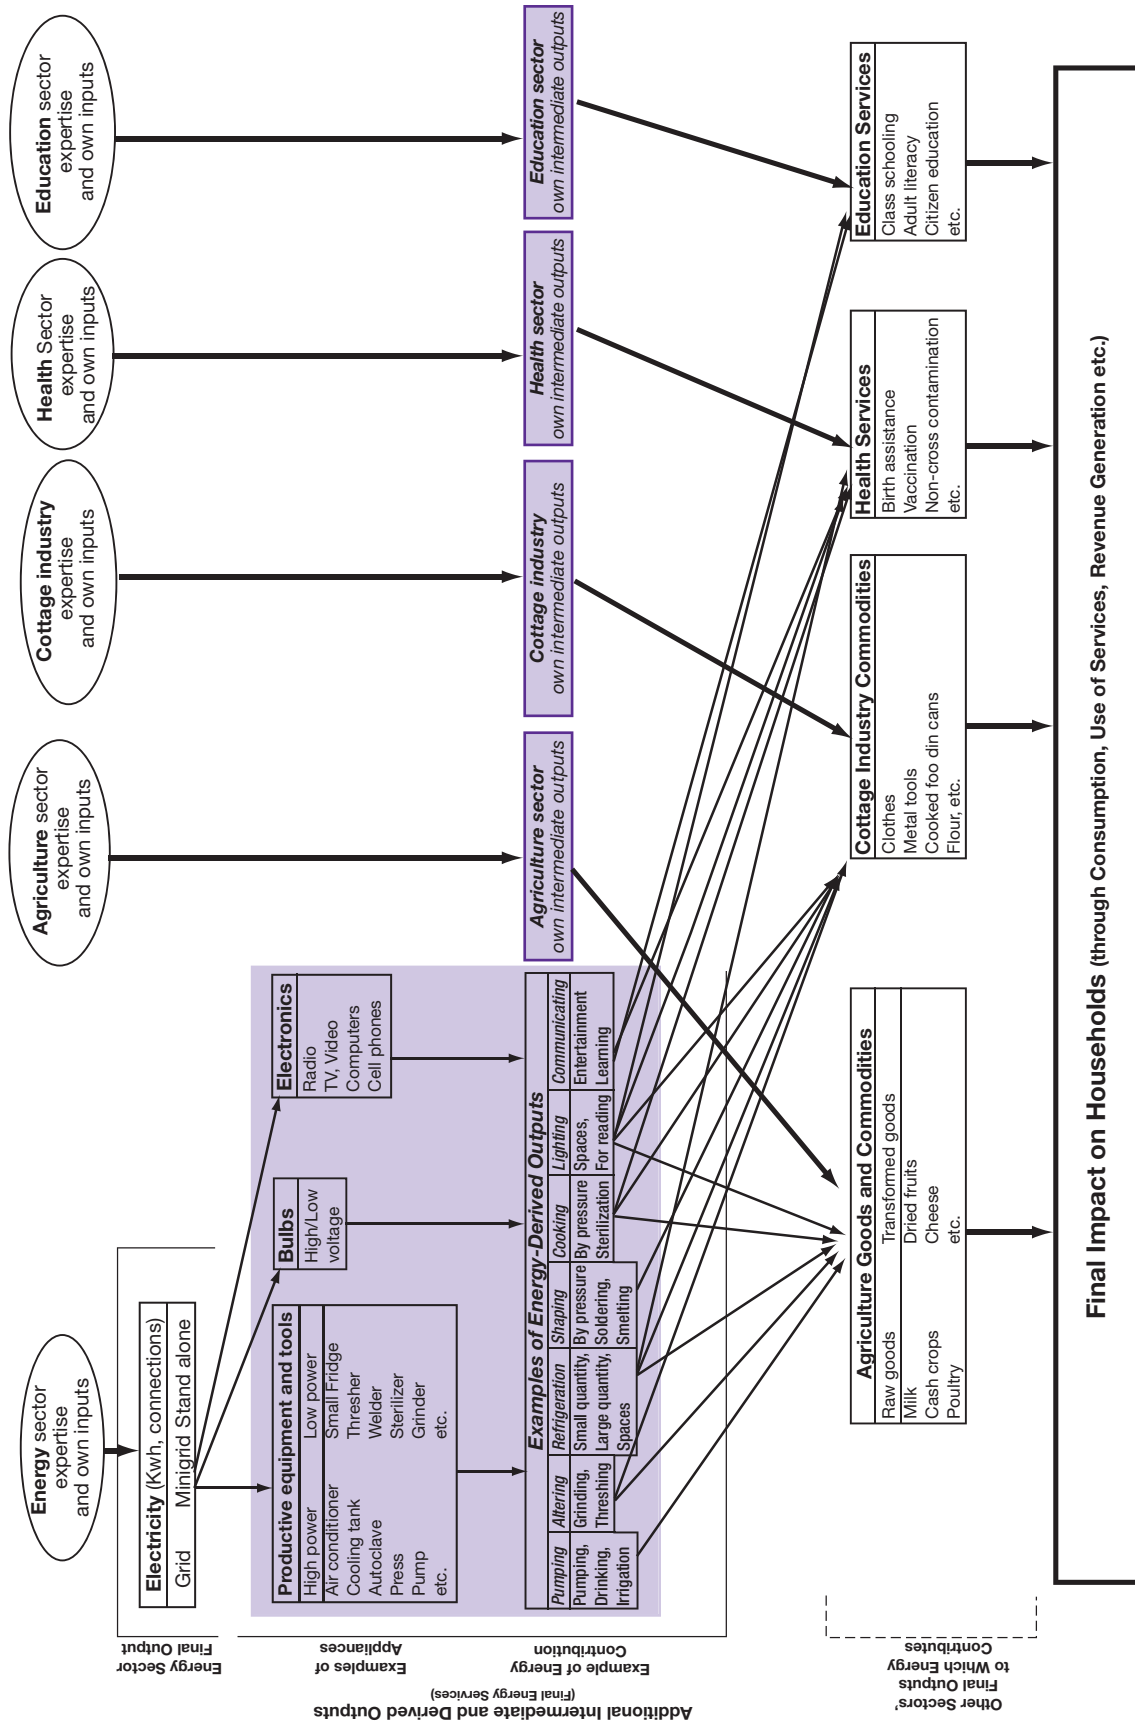 Energy sector
expertise
and own inputs
Agriculture sector
expertise
and own inputs
Cottage industry
expertise
and own inputs
Health Sector
expertise
and own inputs
Education sector
expertise
and own inputs
Energy Sector
Final Output
Electricity (Kwh, connections)
Grid Minigrid Stand alone
Additional Intermediate and Derived Outputs
(Final Energy Services)
Examples of
Appliances
Productive equipment and tools
High power Low power
Air conditioner Small Fridge
Cooling tank Thresher
Autoclave Welder
Press Sterilizer
Pump Grinder
etc. etc.
Bulbs
High/Low
voltage
Electronics
Radio
TV, Video
Computers
Cell phones
Example of Energy
Contribution
Examples of Energy-Derived Outputs
Pumping Altering Refrigeration Shaping Cooking Lighting Communicating
Pumping, Grinding, Small quantity, By pressure By pressure Spaces, Entertainment
Drinking, Threshing Large quantity, Soldering, Sterilization For reading Learning
Irrigation Spaces Smelting
Agriculture sector
own intermediate outputs
Cottage industry
own intermediate outputs
Health sector
own intermediate outputs
Education sector
own intermediate outputs
Other Sectors'
Final Outputs
to Which Energy
Contributes
Agriculture Goods and Commodities
Raw goods Transformed goods
Milk Dried fruits
Cash crops Cheese
Poultry etc.
Cottage Industry Commodities
Clothes
Metal tools
Cooked foo din cans
Flour, etc.
Health Services
Birth assistance
Vaccination
Non-cross contamination
etc.
Education Services
Class schooling
Adult literacy
Citizen education
etc.
Final Impact on Households (through Consumption, Use of Services, Revenue Generation etc.)